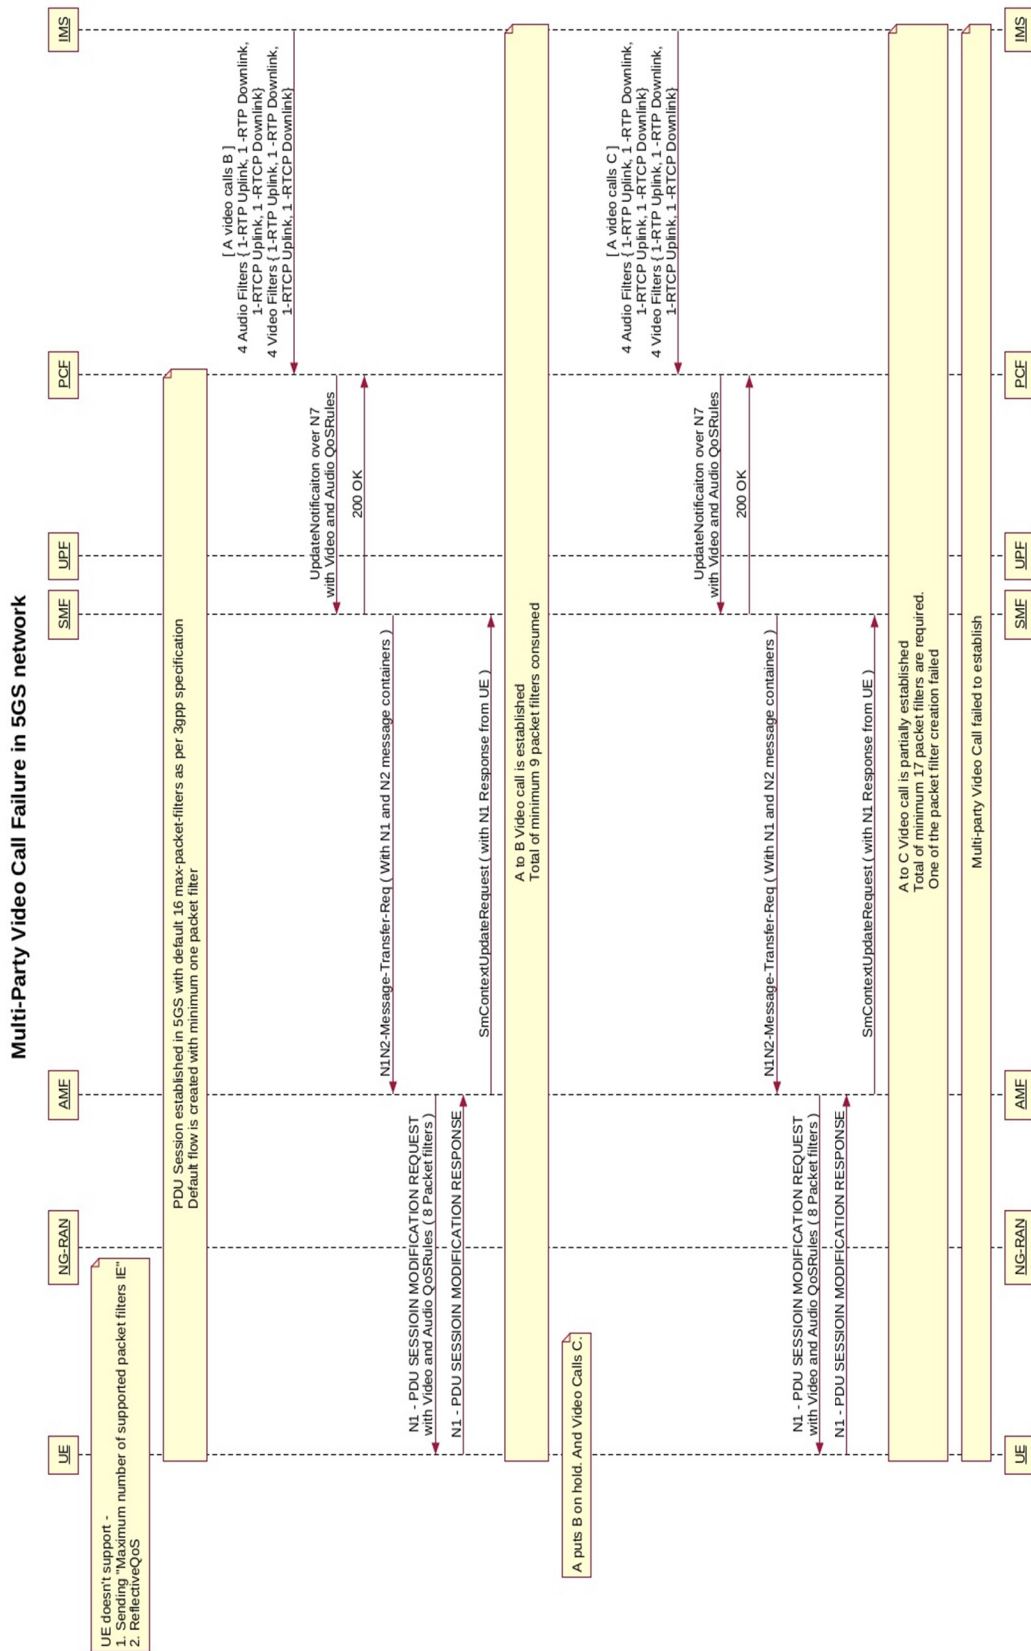 Multi-Party Video Call Failure in 5GS network
UE
NG-RAN
AMF
SMF
UPF
PCF
IMS
UE doesn't support -
1. Sending "Maximum number of supported packet filters IE"
2. ReflectiveQoS
PDU Session established in 5GS with default 16 max-packet-filters as per 3gpp specification
Default flow is created with minimum one packet filter
[ A video calls B ]
4 Audio Filters { 1-RTP Uplink, 1 -RTP Downlink,
1-RTCP Uplink, 1 -RTCP Downlink}
4 Video Filters { 1-RTP Uplink, 1 -RTP Downlink,
1-RTCP Uplink, 1 -RTCP Downlink}
UpdateNotificaiton over N7
with Video and Audio QoSRules
200 OK
N1N2-Message-Transfer-Req ( With N1 and N2 message containers )
N1 - PDU SESSIOIN MODIFICATION REQUEST
with Video and Audio QoSRules ( 8 Packet filters )
N1 - PDU SESSIOIN MODIFICATION RESPONSE
SmContextUpdateRequest ( with N1 Response from UE )
A to B Video call is established
Total of minimum 9 packet filters consumed
A puts B on hold. And Video Calls C.
[ A video calls C ]
4 Audio Filters { 1-RTP Uplink, 1 -RTP Downlink,
1-RTCP Uplink, 1 -RTCP Downlink}
4 Video Filters { 1-RTP Uplink, 1 -RTP Downlink,
1-RTCP Uplink, 1 -RTCP Downlink}
UpdateNotificaiton over N7
with Video and Audio QoSRules
200 OK
N1N2-Message-Transfer-Req ( With N1 and N2 message containers )
N1 - PDU SESSIOIN MODIFICATION REQUEST
with Video and Audio QoSRules ( 8 Packet filters )
N1 - PDU SESSIOIN MODIFICATION RESPONSE
SmContextUpdateRequest ( with N1 Response from UE )
A to C Video call is partially established
Total of minimum 17 packet filters are required.
One of the packet filter creation failed
Multi-party Video Call failed to establish
UE
NG-RAN
AMF
SMF
UPF
PCF
IMS